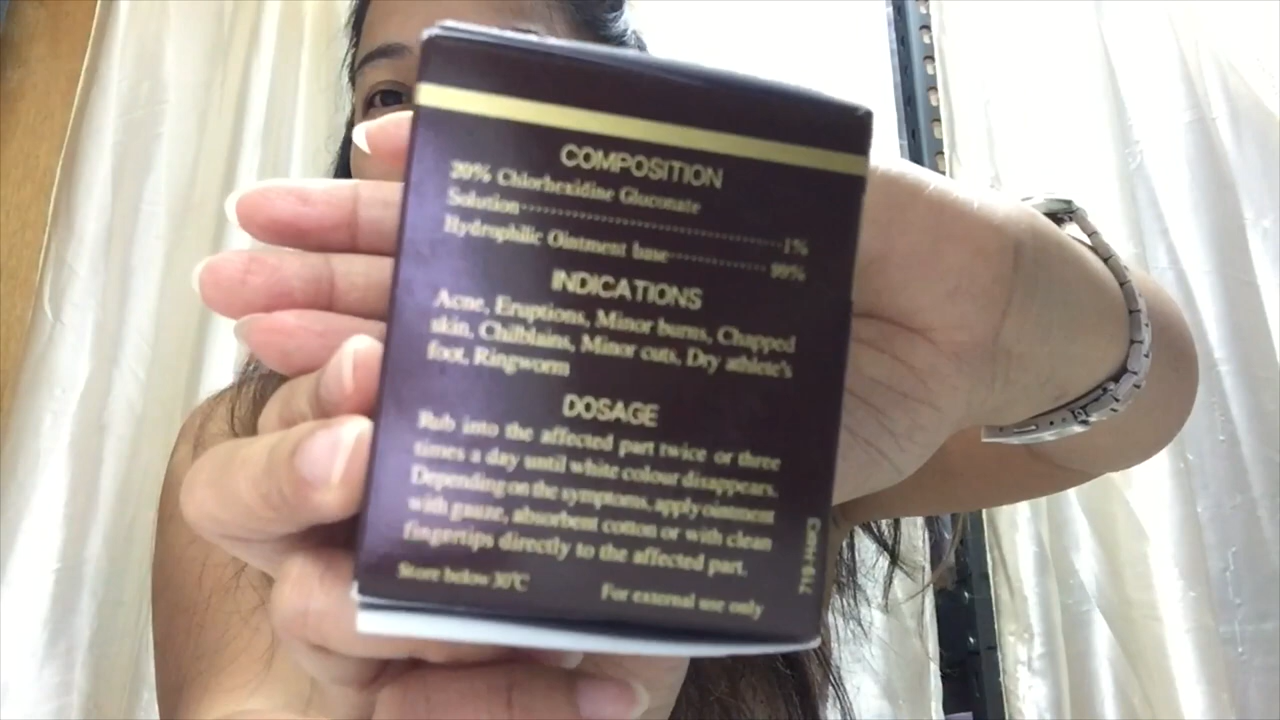 COMPOSITION
20% Chlorhexidine Gluconate
Solution--------------------------------1%
Hydrophilic Ointment base------------99%
INDICATIONS
Acne, Eruptions, Minor burns, Chapped
skin, Chilblains, Minor cuts, Dry athlete's
foot, Ringworm
DOSAGE
Rub into the affected part twice or three
times a day until white colour disappears.
Depending on the symptoms, apply ointment
with gauze, absorbent cotton or with clean
fingertips directly to the affected part.
Store below 30℃ For external use only